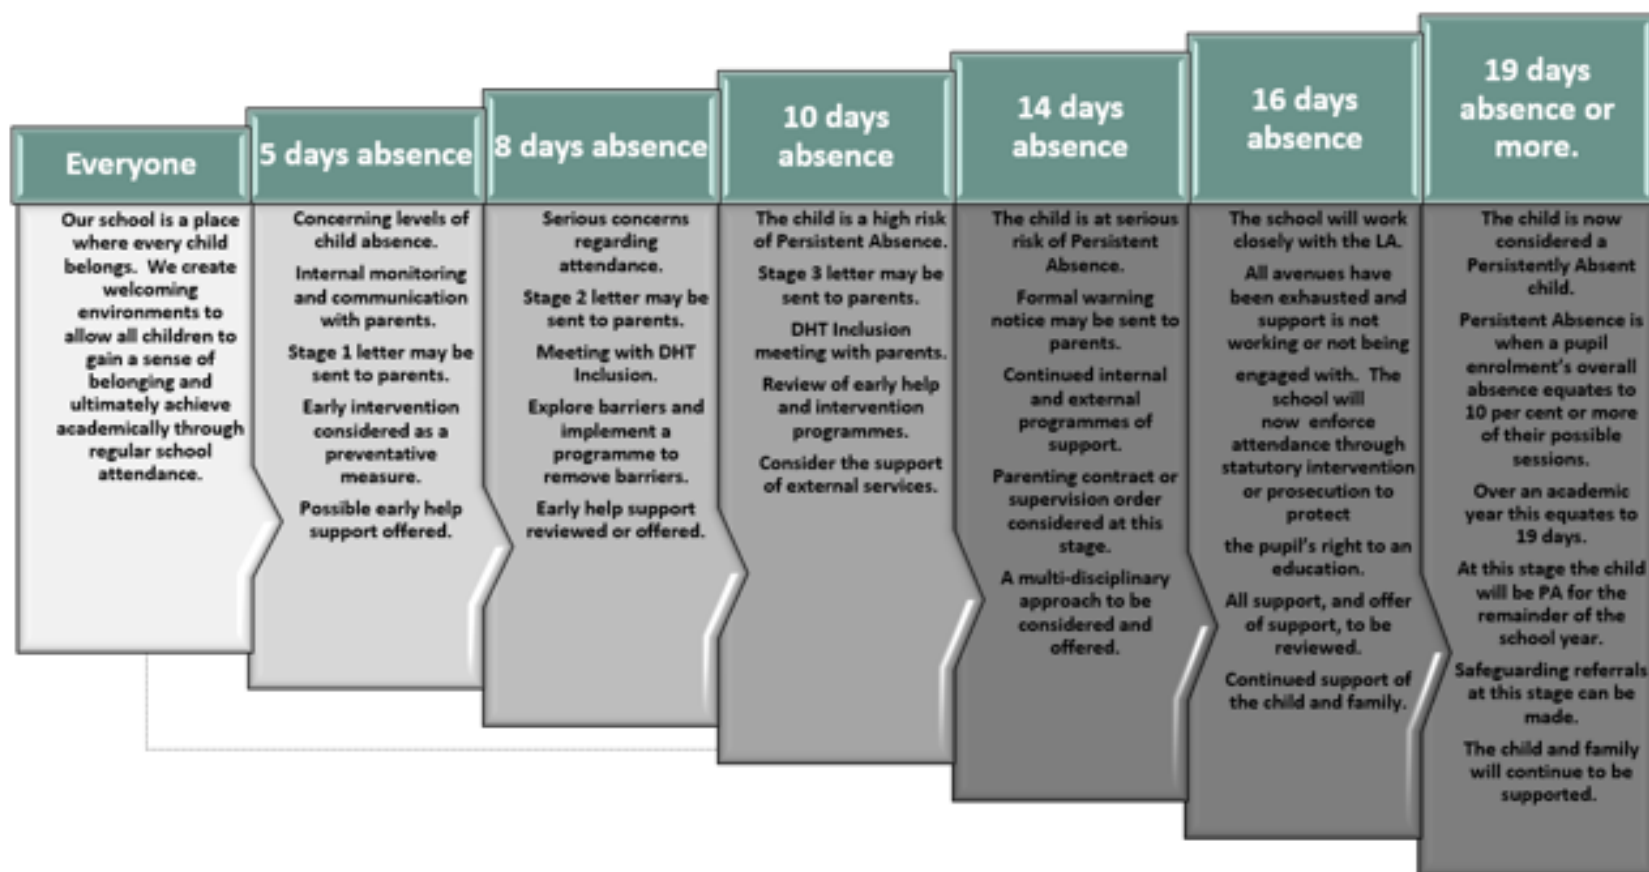 Everyone
Our school is a place
where every child
belongs. We create
welcoming
environments to
allow all children to
gain a sense of
belonging and
ultimately achieve
academically through
regular school
attendance.
5 days absence
Concerning levels of
child absence.
Internal monitoring
and communication
with parents.
Stage 1 letter may be
sent to parents.
Early intervention
considered as a
preventative
measure.
Possible early help
support offered.
8 days absence
Serious concerns
regarding
attendance.
Stage 2 letter may be
sent to parents.
Meeting with DHT
Inclusion.
Explore barriers and
implement a
programme to
remove barriers.
Early help support
reviewed or offered.
10 days
absence
The child is a high risk
of Persistent Absence.
Stage 3 letter may be
sent to parents.
DHT Inclusion
meeting with parents.
Review of early help
and intervention
programmes.
Consider the support
of external services.
14 days
absence
The child is at serious
risk of Persistent
Absence.
Formal warning
notice may be sent to
parents.
Continued internal
and external
programmes of
support.
Parenting contract or
supervision order
considered at this
stage.
A multi-disciplinary
approach to be
considered and
offered.
16 days
absence
The school will work
closely with the LA.
All avenues have
been exhausted and
support is not
working or not being
engaged with. The
school will
now enforce
attendance through
statutory intervention
or prosecution to
protect
the pupil's right to an
education.
All support, and offer
of support, to be
reviewed.
Continued support of
the child and family.
19 days
absence or
more.
The child is now
considered a
Persistently Absent
child.
Persistent Absence is
when a pupil
enrolment's overall
absence equates to
10 per cent or more
of their possible
sessions.
Over an academic
year this equates to
19 days.
At this stage the child
will be PA for the
remainder of the
school year.
Safeguarding referrals
at this stage can be
made.
The child and family
will continue to be
supported.